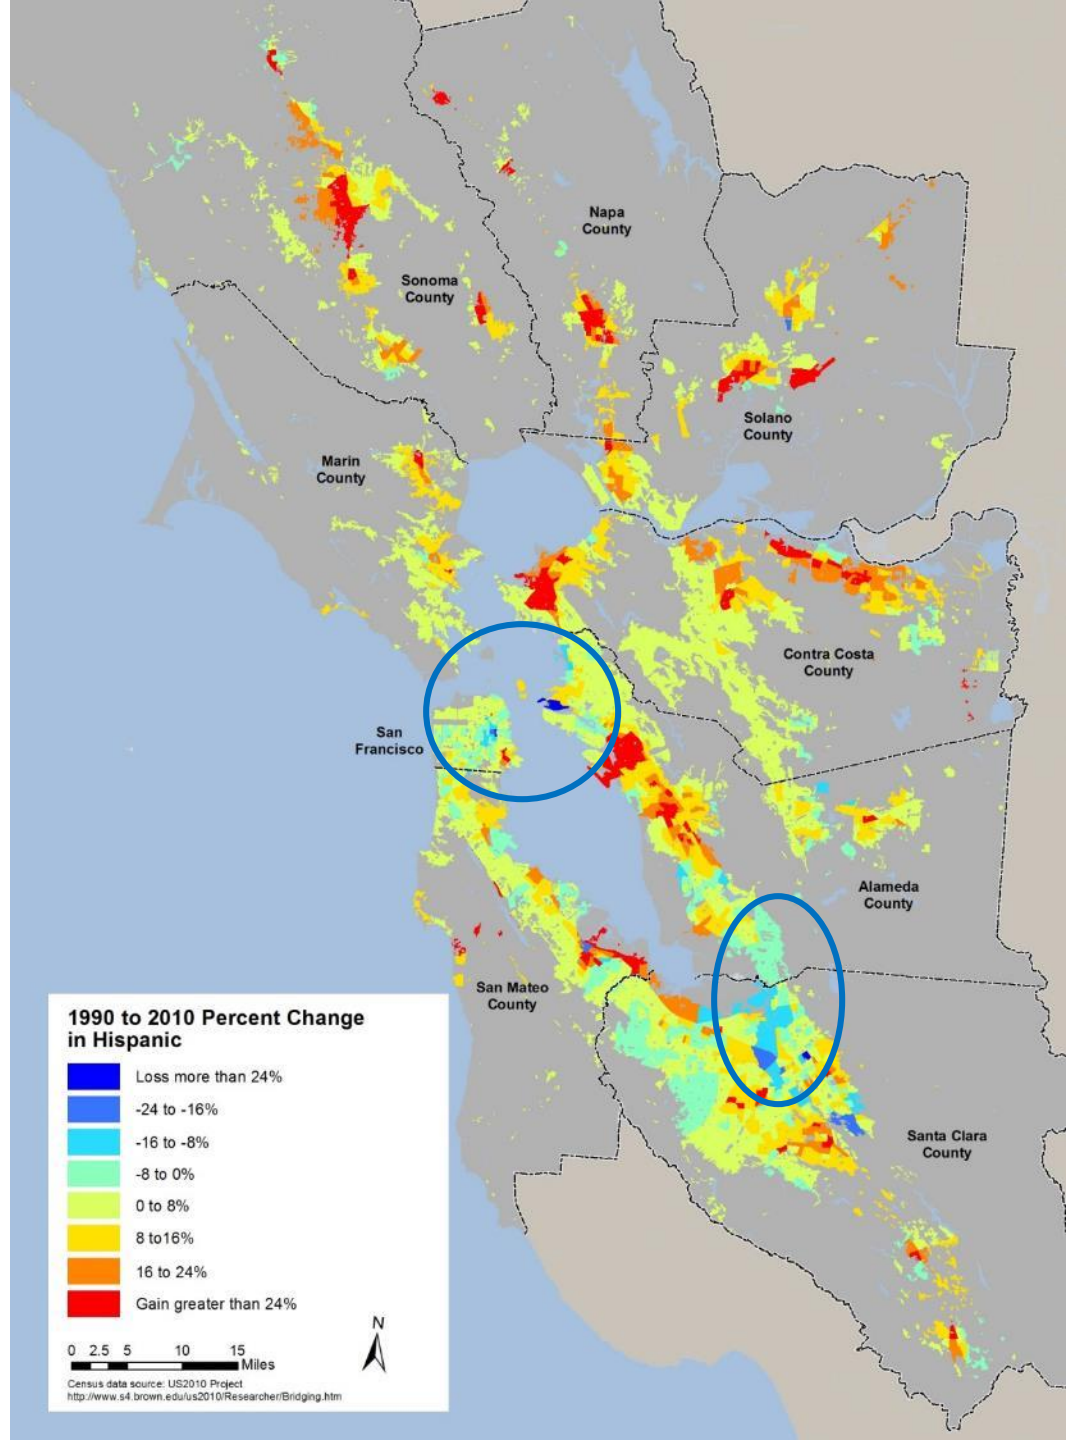 Napa
County
Sonoma
County
Solano
County
Marin
County
Contra Costa
County
San
Francisco
Alameda
County
San Mateo
County
Santa Clara
County
1990 to 2010 Percent Change
in Hispanic
Loss more than 24%
-24 to -16%
-16 to -8%
-8 to 0%
0 to 8%
8 to16%
16 to 24%
Gain greater than 24%
N
0 2.5 5 10 15
Miles
Census data source: US2010 Project
http://www.s4.brown.edu/us2010/Researcher/Bridging.htm